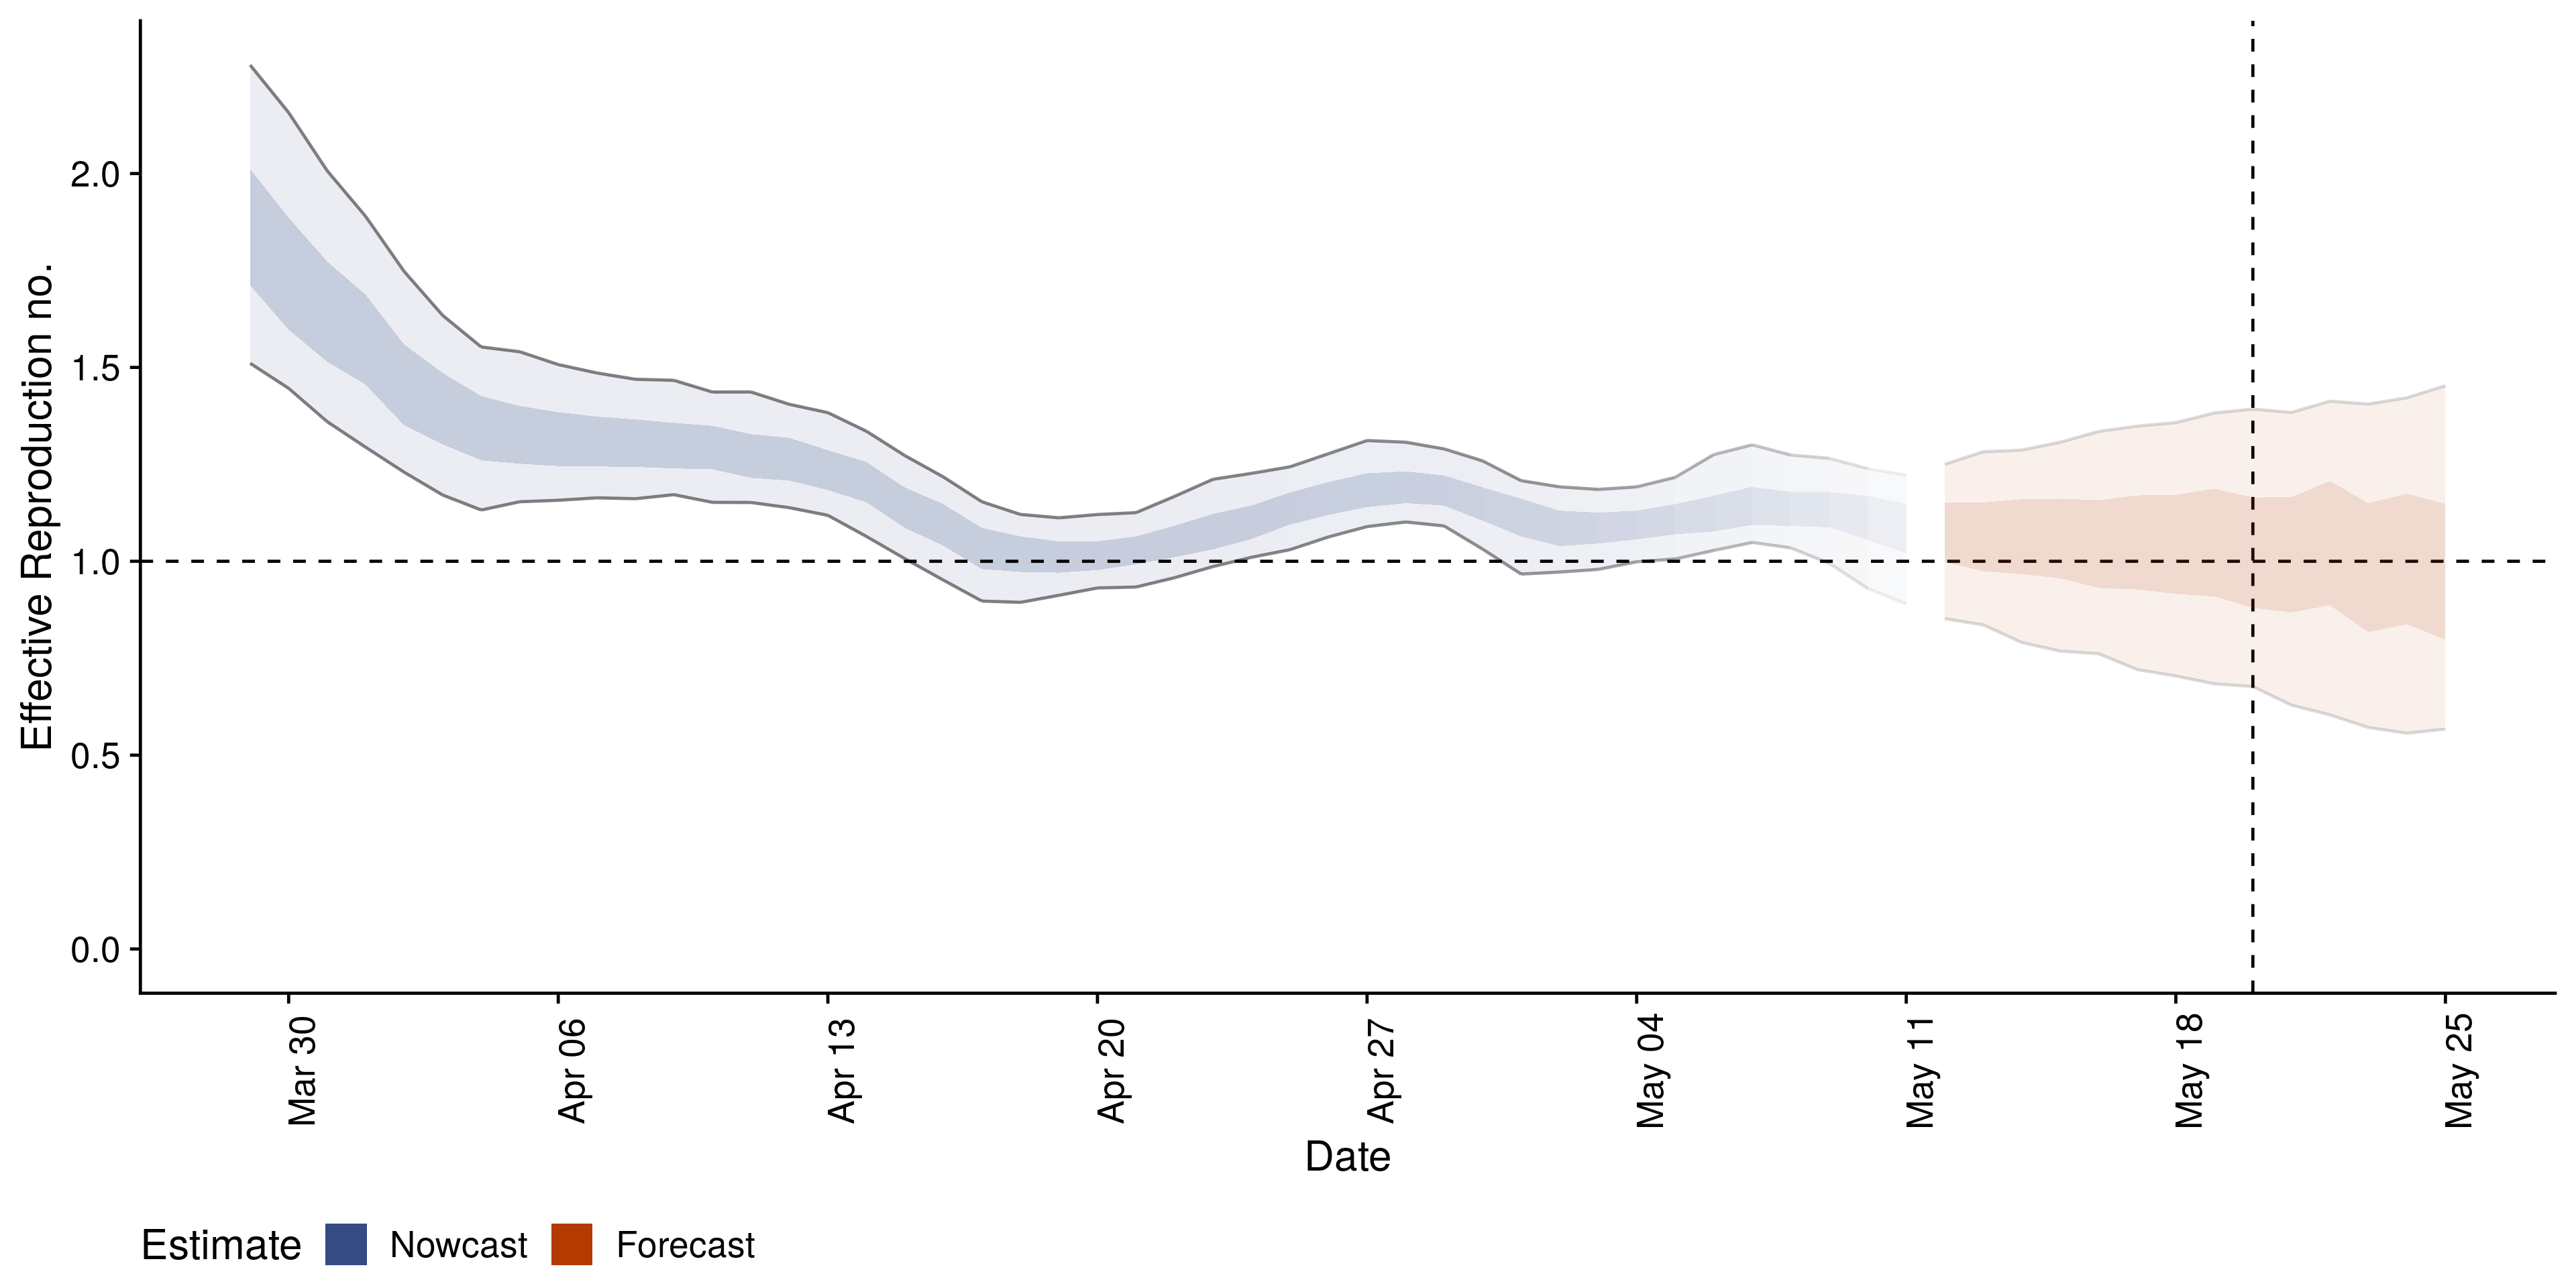 Effective Reproduction no.
2.0
1.5
1.0
0.5
0.0
Mar 30
Apr 06
Apr 13
Apr 20
Apr 27
May 04
May 11
May 18
May 25
Date
Estimate Nowcast Forecast